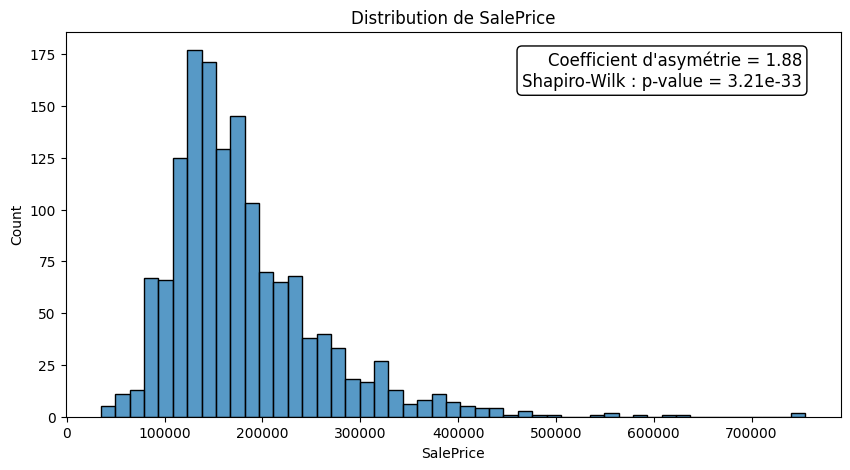 Distribution de SalePrice
Coefficient d'asymétrie = 1.88
Shapiro-Wilk : p-value = 3.21e-33
Count
175
150
125
100
75
50
25
0
0 100000 200000 300000 400000 500000 600000 700000
SalePrice